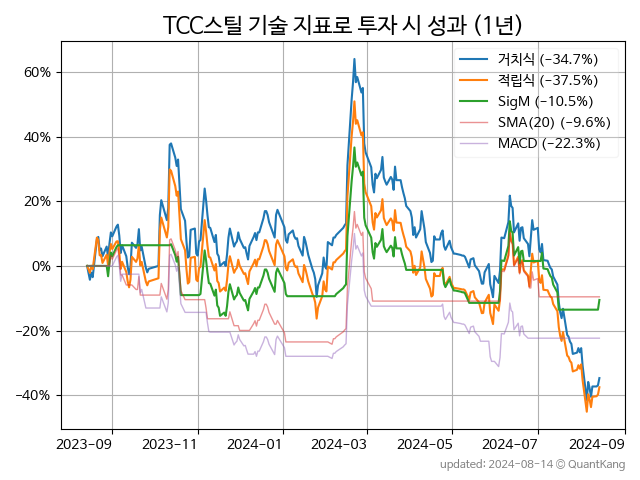 TCC스틸 기술 지표로 투자 시 성과 (1년)
거치식 (−34.7%)
적립식 (−37.5%)
SigM (−10.5%)
SMA(20) (−9.6%)
MACD (−22.3%)
60%
40%
20%
0%
−20%
−40%
2023-09 2023-11 2024-01 2024-03 2024-05 2024-07 2024-09
updated: 2024-08-14 © QuantKang